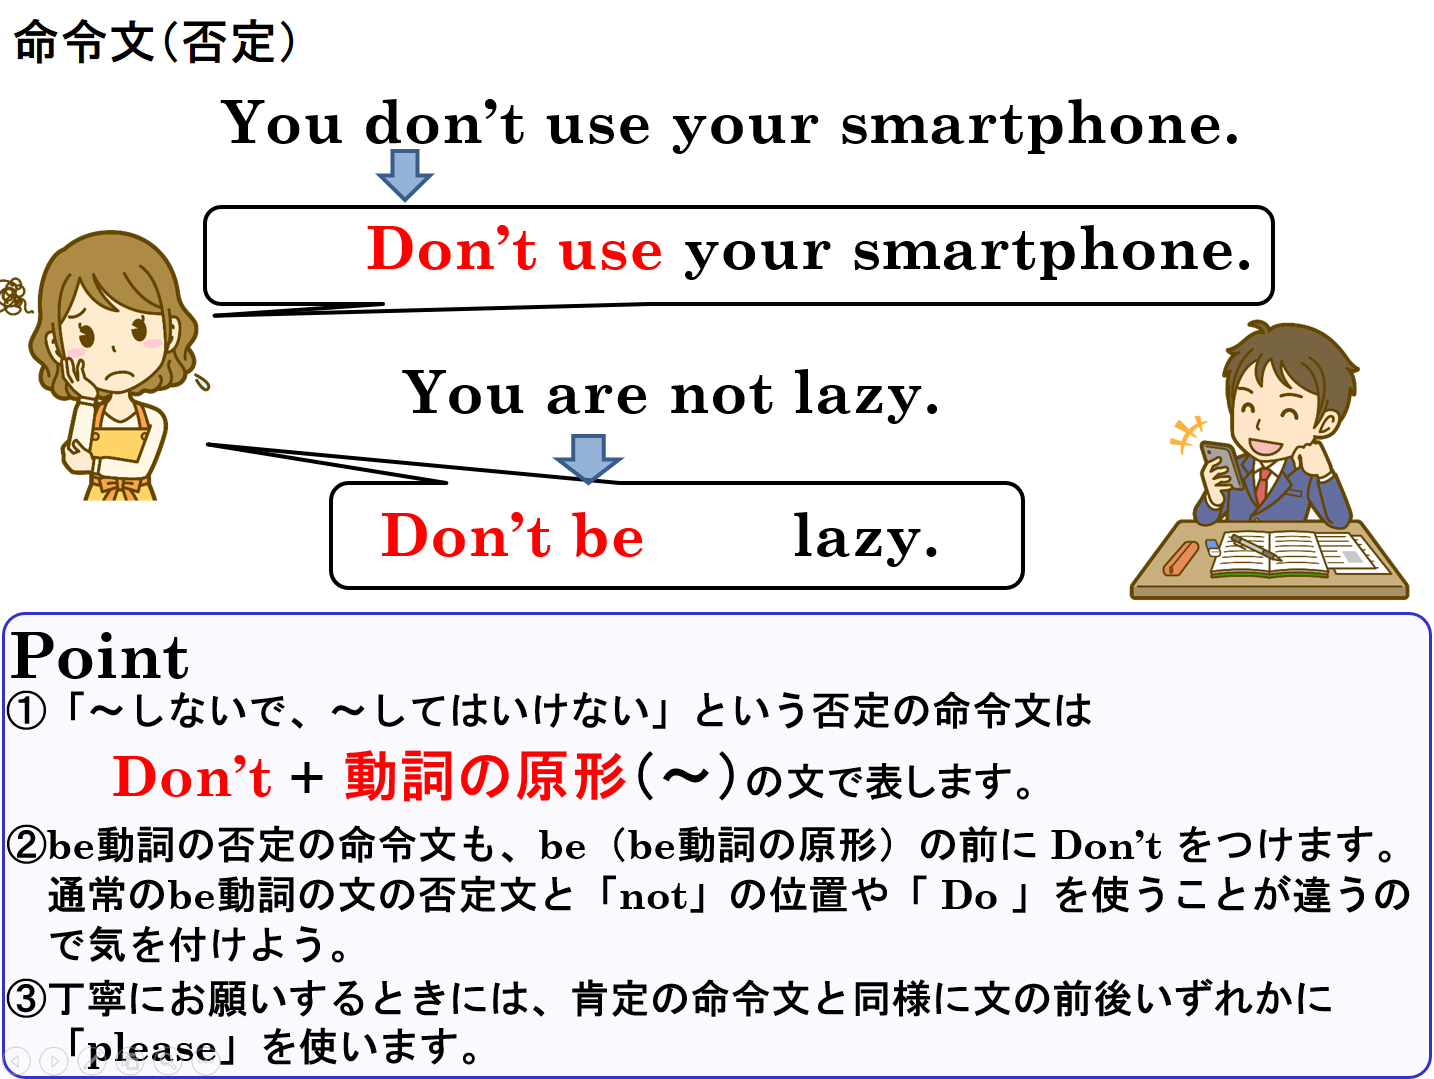 命令文（否定）
You don’t use your smartphone.
Don’t use your smartphone.
You are not lazy.
Don’t be lazy.
Point
①「～しないで、～してはいけない」という否定の命令文は
Don’t + 動詞の原形（～）の文で表します。
②be動詞の否定の命令文も、be（be動詞の原形）の前に Don’t をつけます。
通常のbe動詞の文の否定文と「not」の位置や「 Do 」を使うことが違うの
で気を付けよう。
③丁寧にお願いするときには、肯定の命令文と同様に文の前後いずれかに
「please」を使います。